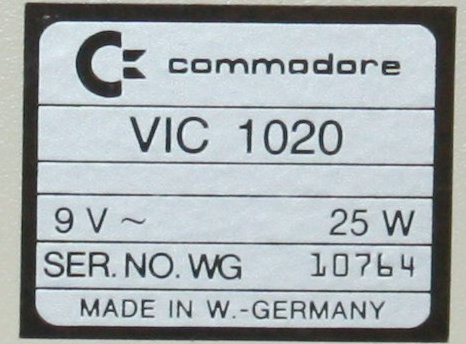 commodore
VIC 1020
9 V ~ 25 W
SER. NO. WG 10764
MADE IN W.-GERMANY